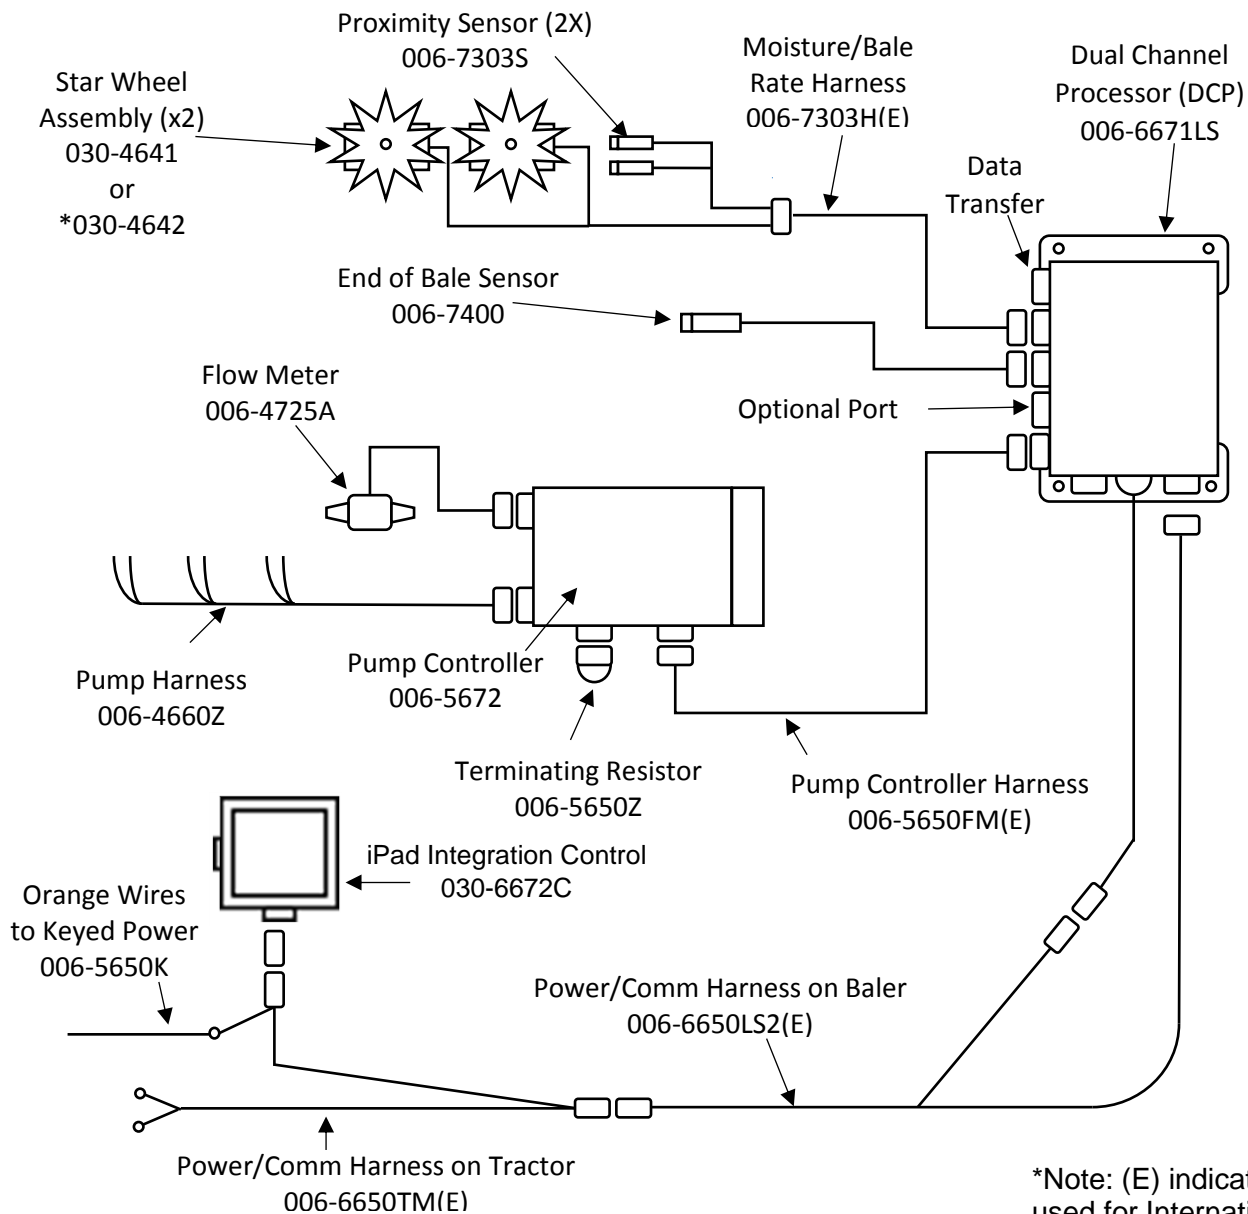 Proximity Sensor (2X)
006-7303S
Moisture/Bale
Rate Harness
006-7303H(E)
Dual Channel
Processor (DCP)
006-6671LS
Star Wheel
Assembly (x2)
030-4641
or
*030-4642
Data
Transfer
End of Bale Sensor
006-7400
Flow Meter
006-4725A
Optional Port
Pump Harness
006-4660Z
Pump Controller
006-5672
Terminating Resistor
006-5650Z
Pump Controller Harness
006-5650FM(E)
iPad Integration Control
030-6672C
Orange Wires
to Keyed Power
006-5650K
Power/Comm Harness on Baler
006-6650LS2(E)
Power/Comm Harness on Tractor
006-6650TM(E)
*Note: (E) indicat
used for Internati